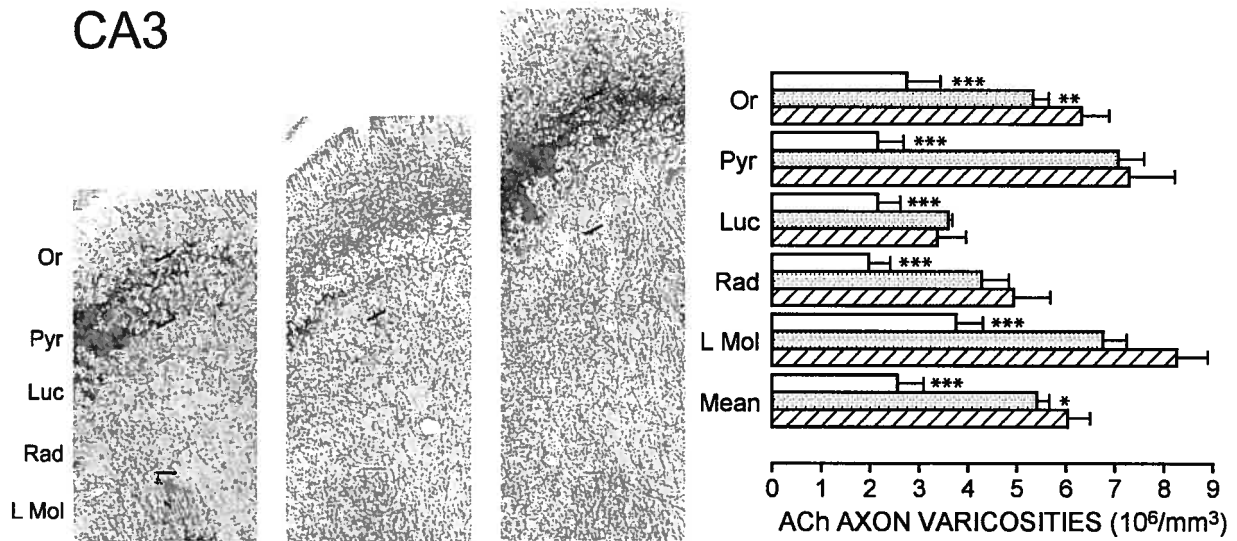 CA3
Or
Pyr
Luc
Rad
L Mol
Or
***
**
Pyr
***
Luc
***
Rad
***
L Mol
***
Mean
***
*
0 1 2 3 4 5 6 7 8 9
ACh AXON VARICOSITIES (10⁶/mm³)